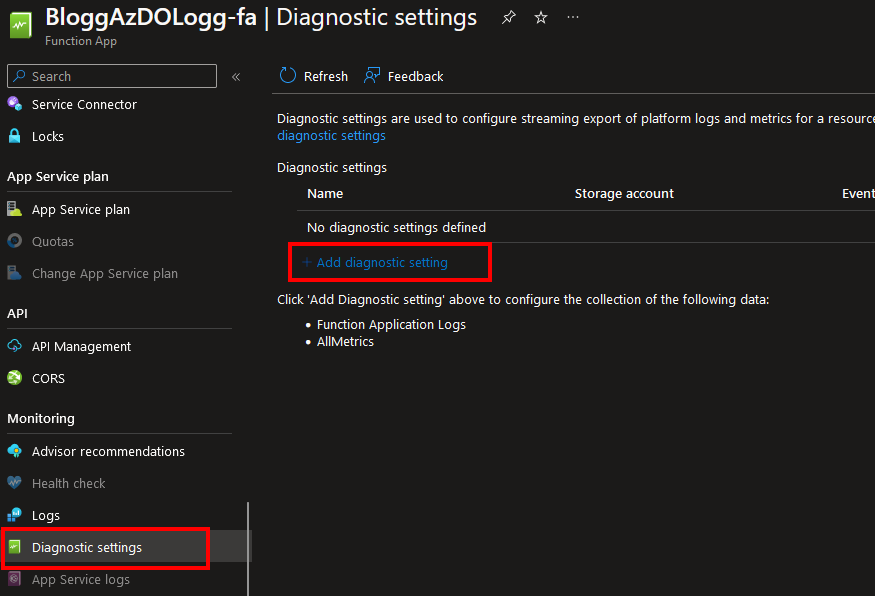 BloggAzDOLogg-fa | Diagnostic settings
Function App
Search
Service Connector
Locks
App Service plan
App Service plan
Quotas
Change App Service plan
API
API Management
CORS
Monitoring
Advisor recommendations
Health check
Logs
Diagnostic settings
App Service logs
Refresh Feedback
Diagnostic settings are used to configure streaming export of platform logs and metrics for a resource
diagnostic settings
Diagnostic settings
Name Storage account Event
No diagnostic settings defined
+ Add diagnostic setting
Click 'Add Diagnostic setting' above to configure the collection of the following data:
• Function Application Logs
• AllMetrics